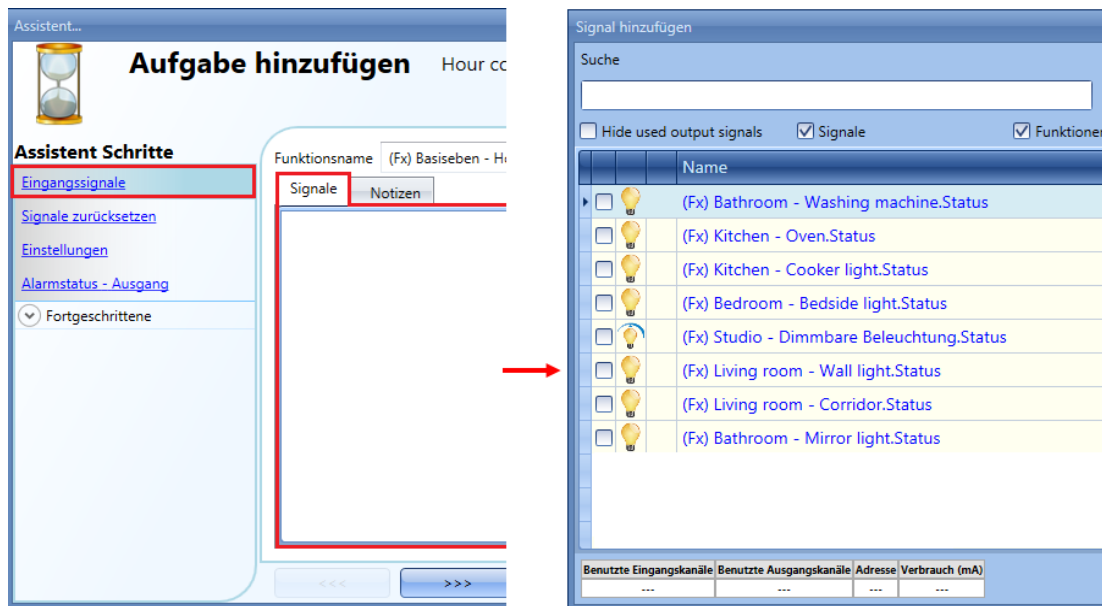 Assistent...
Aufgabe hinzufügen Hour cc
Assistent Schritte
Eingangssignale
Signale zurücksetzen
Einstellungen
Alarmstatus - Ausgang
Fortgeschrittene
Funktionsname (Fx) Basiseben - H
Signale Notizen
<<< >>>
Signal hinzufügen
Suche
Hide used output signals Signale Funktione
Name
(Fx) Bathroom - Washing machine.Status
(Fx) Kitchen - Oven.Status
(Fx) Kitchen - Cooker light.Status
(Fx) Bedroom - Bedside light.Status
(Fx) Studio - Dimmbare Beleuchtung.Status
(Fx) Living room - Wall light.Status
(Fx) Living room - Corridor.Status
(Fx) Bathroom - Mirror light.Status
Benutzte Eingangskanäle Benutzte Ausgangskanäle Adresse Verbrauch (mA)
--- --- --- ---